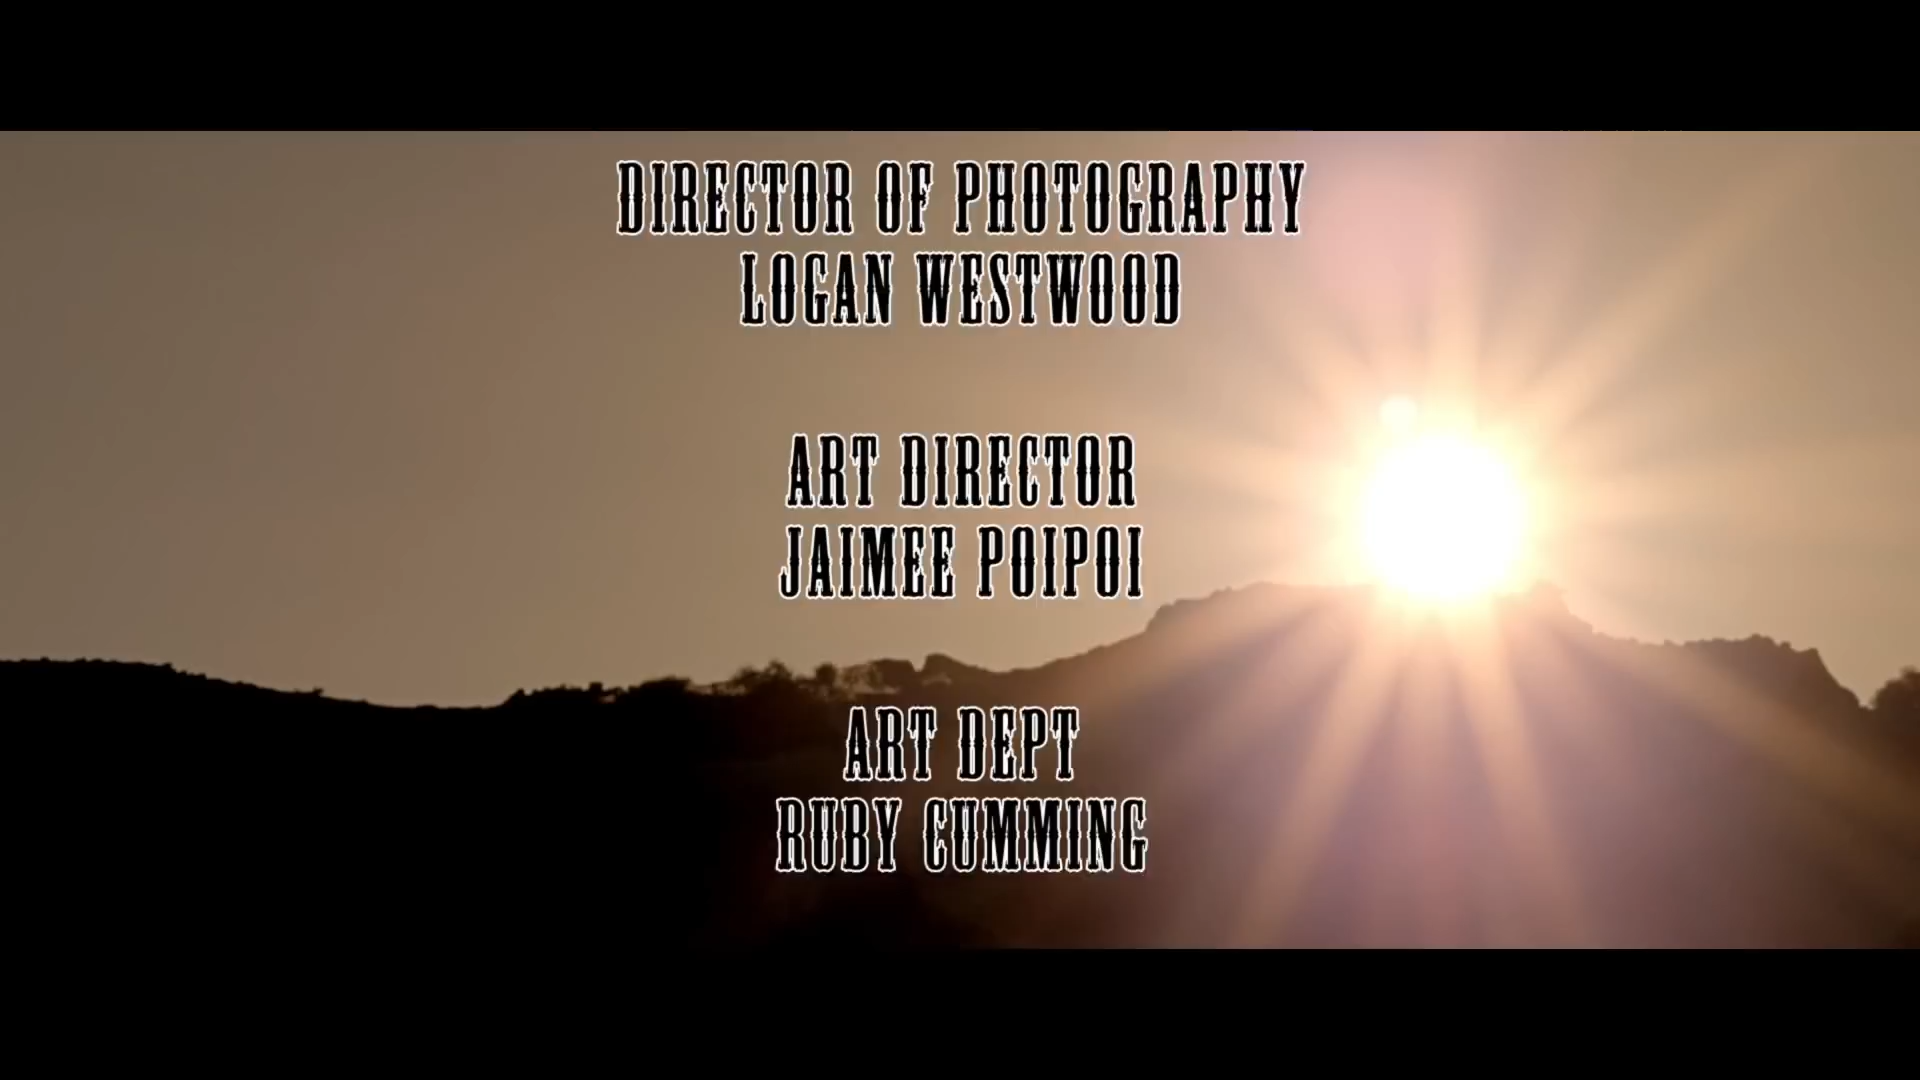 DIRECTOR OF PHOTOGRAPHY
LOGAN WESTWOOD
ART DIRECTOR
JAIMEE POIPOI
ART DEPT
RUBY CUMMING